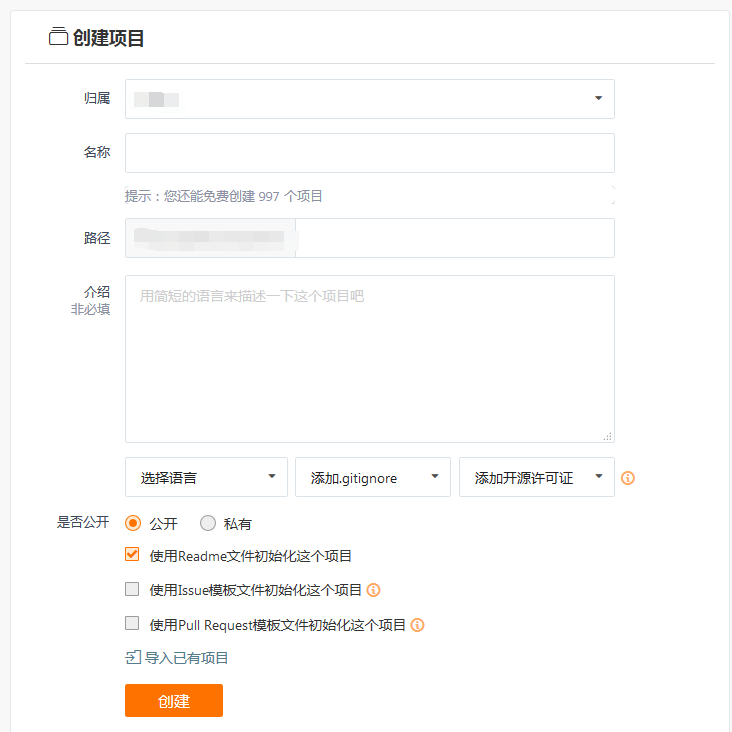 创建项目
归属
名称
提示：您还能免费创建 997 个项目
路径
介绍
非必填
用简短的语言来描述一下这个项目吧
选择语言
添加.gitignore
添加开源许可证
是否公开
公开
私有
使用Readme文件初始化这个项目
使用Issue模板文件初始化这个项目
使用Pull Request模板文件初始化这个项目
导入已有项目
创建